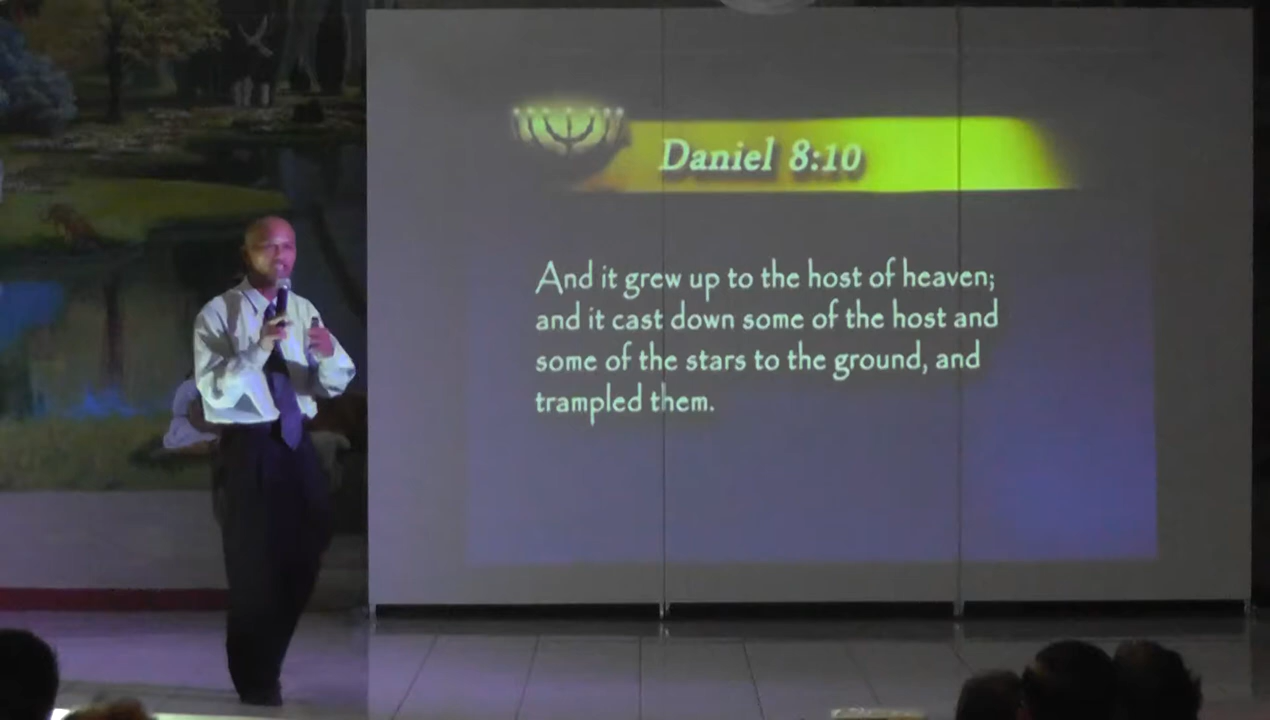 Daniel 8:10
And it grew up to the host of heaven;
and it cast down some of the host and
some of the stars to the ground, and
trampled them.